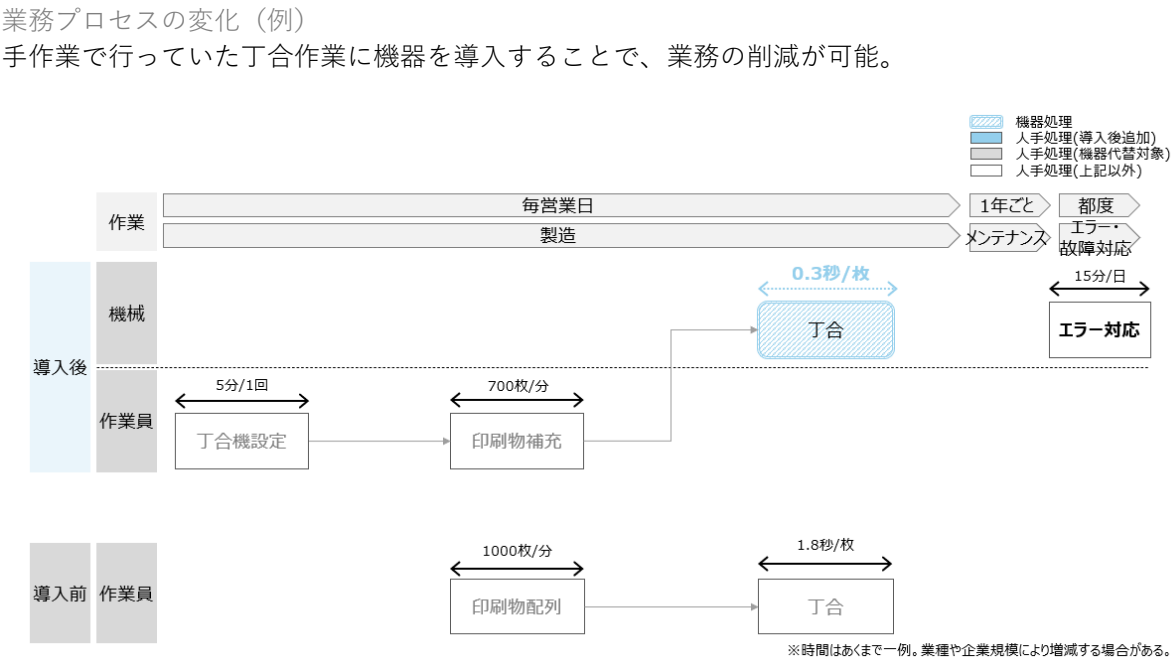 業務プロセスの変化（例）
手作業で行っていた丁合作業に機器を導入することで、業務の削減が可能。
機器処理
人手処理(導入後追加)
人手処理(機器代替対象)
人手処理(上記以外)
作業
毎営業日
1年ごと
都度
製造
メンテナンス
エラー・
故障対応
導入後
機械
0.3秒/枚
丁合
15分/日
エラー対応
作業員
5分/1回
丁合機設定
700枚/分
印刷物補充
導入前
作業員
1000枚/分
印刷物配列
1.8秒/枚
丁合
※時間はあくまで一例。業種や企業規模により増減する場合がある。